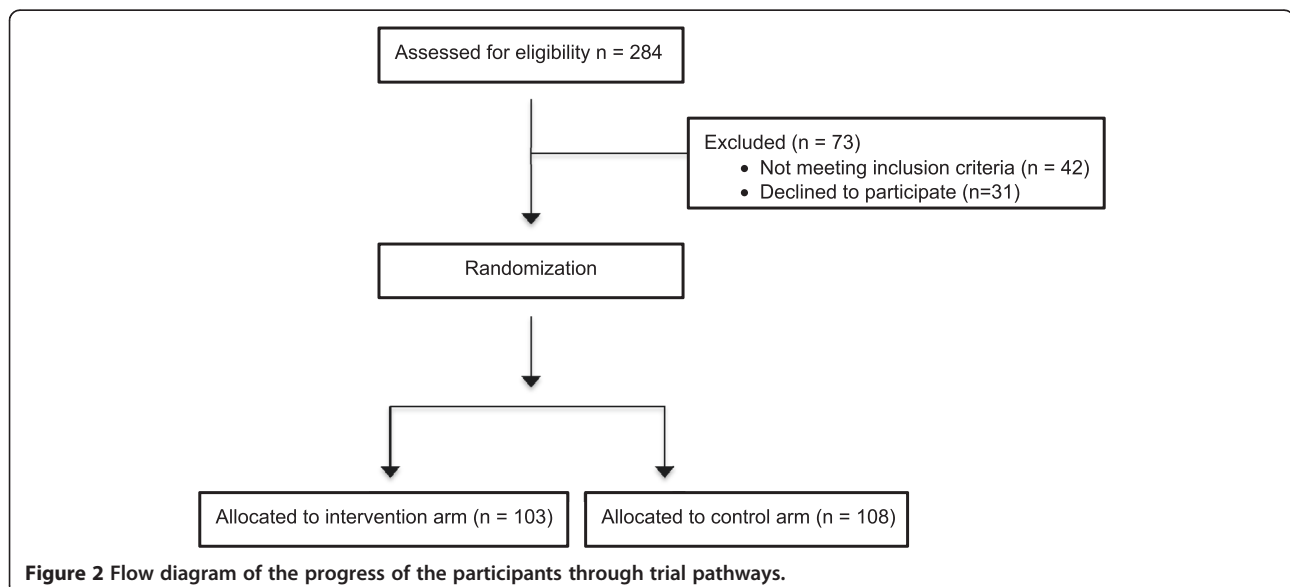 Assessed for eligibility n = 284
Excluded (n = 73)
• Not meeting inclusion criteria (n = 42)
• Declined to participate (n=31)
Randomization
Allocated to intervention arm (n = 103)
Allocated to control arm (n = 108)
Figure 2 Flow diagram of the progress of the participants through trial pathways.